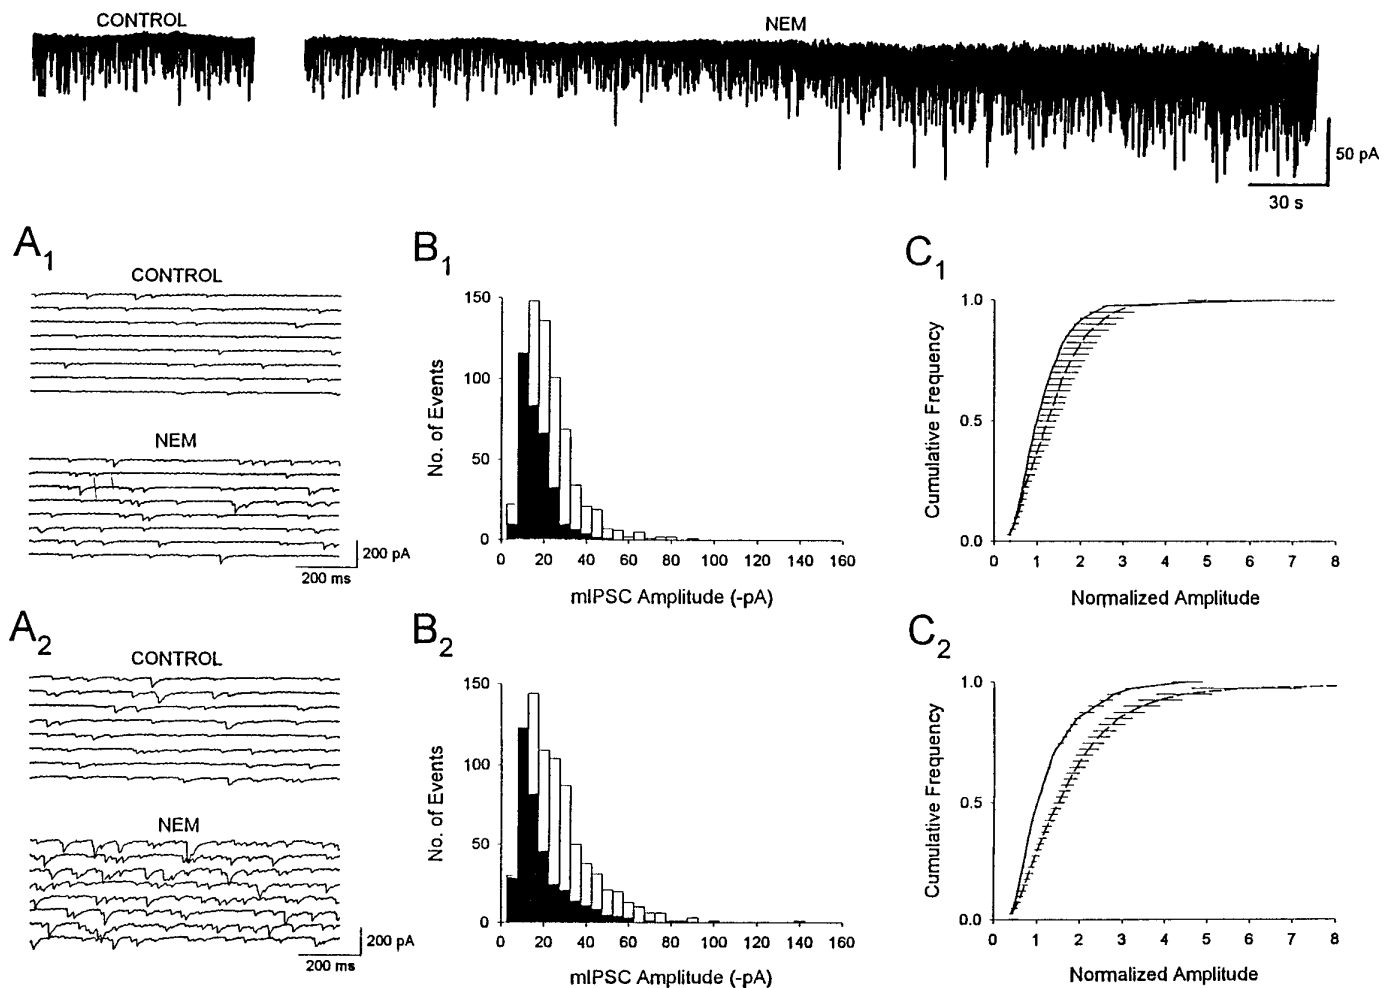 CONTROL
NEM
50 pA
30 s
A1
CONTROL
NEM
200 pA
200 ms
B1
150
100
50
0
No. of Events
0 20 40 60 80 100 120 140 160
mIPSC Amplitude (-pA)
C1
1.0
0.5
0.0
Cumulative Frequency
0 1 2 3 4 5 6 7 8
Normalized Amplitude
A2
CONTROL
NEM
200 pA
200 ms
B2
150
100
50
0
No. of Events
0 20 40 60 80 100 120 140 160
mIPSC Amplitude (-pA)
C2
1.0
0.5
0.0
Cumulative Frequency
0 1 2 3 4 5 6 7 8
Normalized Amplitude